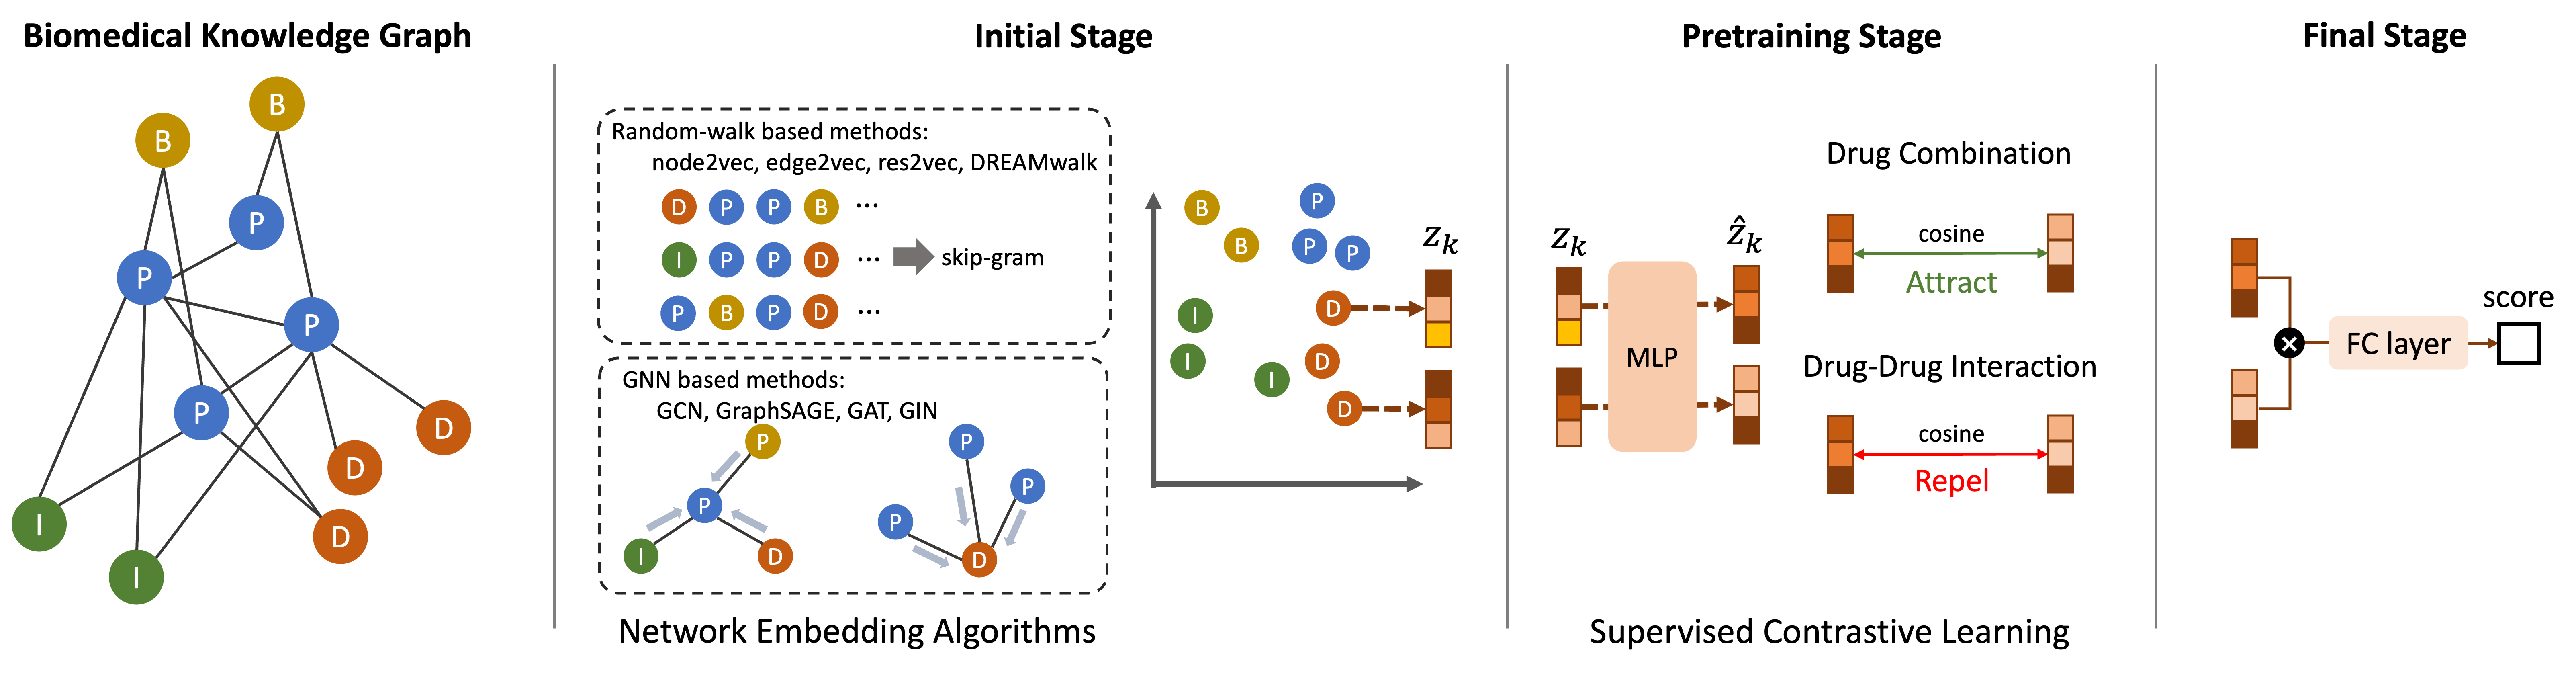 Biomedical Knowledge Graph
B
B
P
P
P
P
D
D
D
I
I
Initial Stage
Random-walk based methods:
node2vec, edge2vec, res2vec, DREAMwalk
D P P B ...
I P P D ...
P B P D ...
skip-gram
GNN based methods:
GCN, GraphSAGE, GAT, GIN
P
P
I
D
P
P
P
D
Network Embedding Algorithms
B
B
P
P
P
I
I
I
D
D
D
z_k
Pretraining Stage
z_k
MLP
ẑ_k
Drug Combination
cosine
Attract
Drug-Drug Interaction
cosine
Repel
Supervised Contrastive Learning
Final Stage
×
FC layer
score